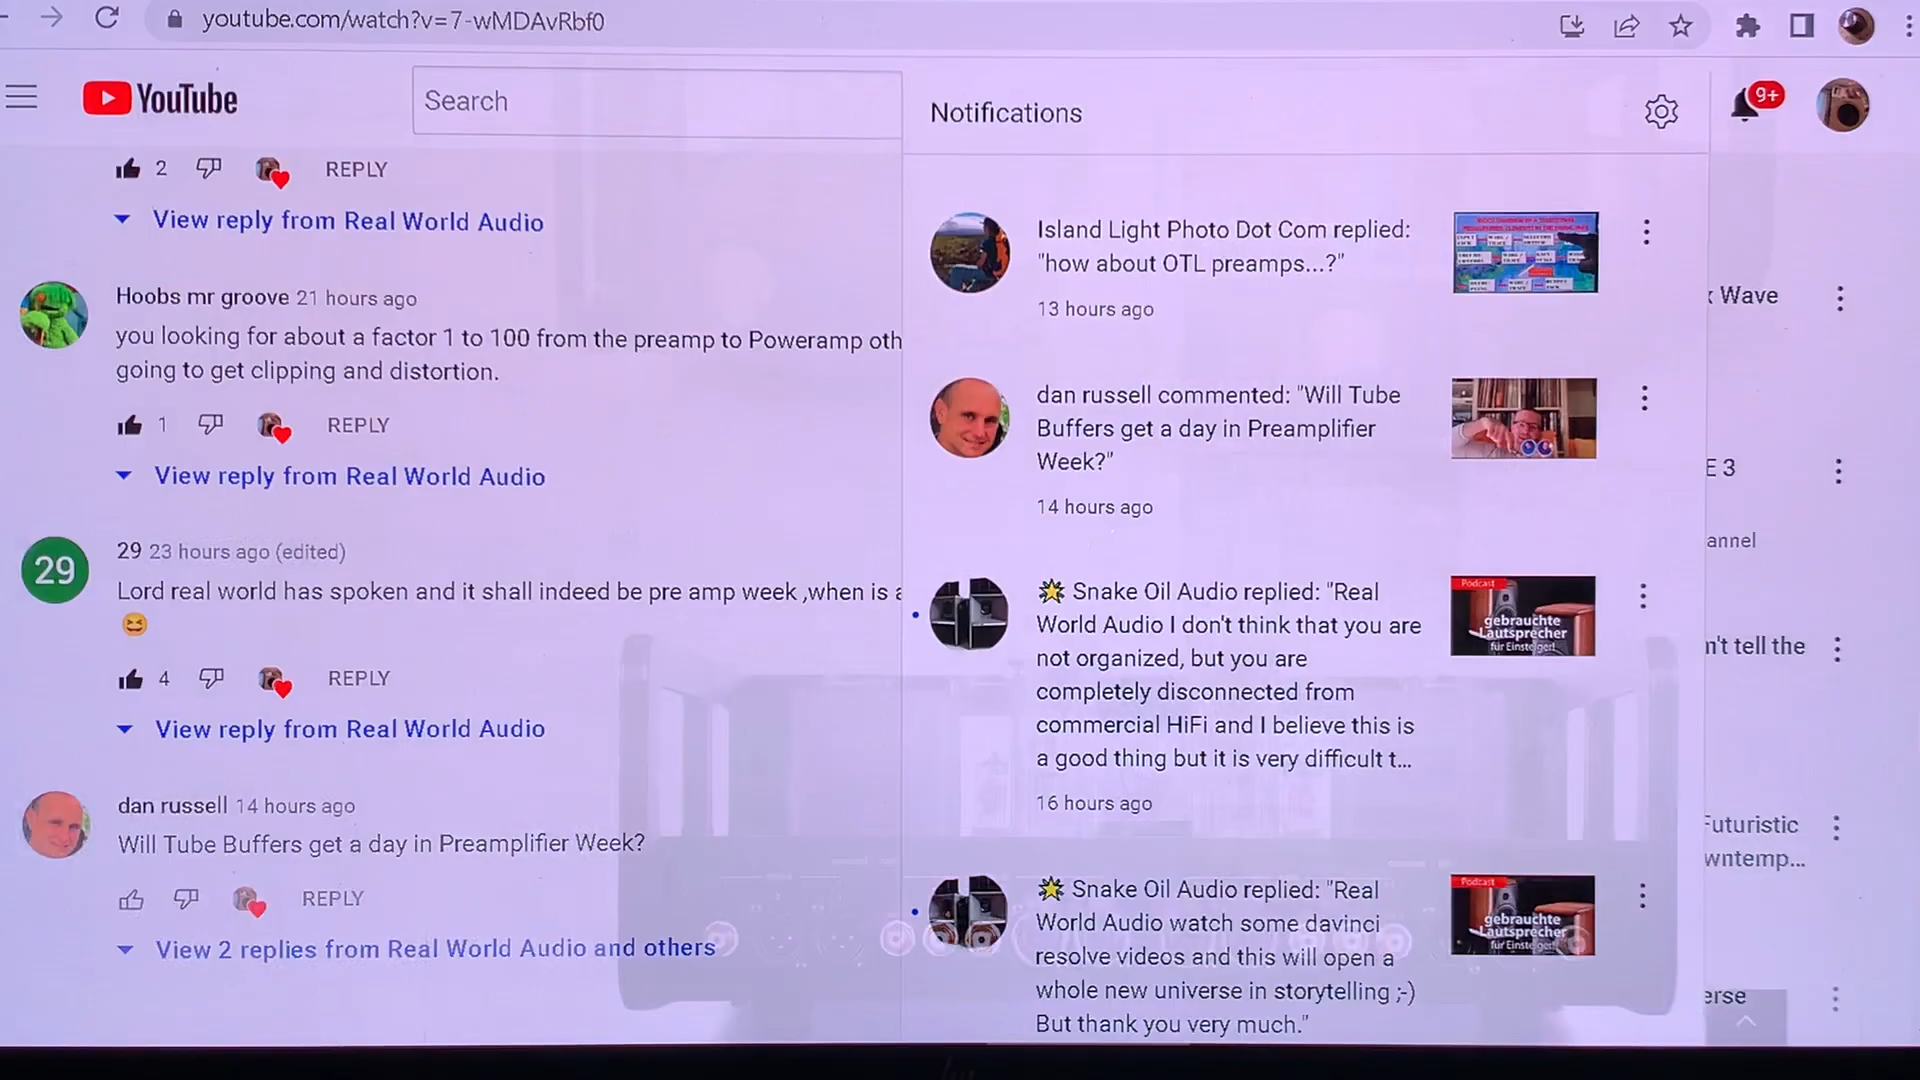 youtube.com/watch?v=7-wMDAvRbf0
YouTube
Search
2
REPLY
View reply from Real World Audio
Hoobs mr groove 21 hours ago
you looking for about a factor 1 to 100 from the preamp to Poweramp oth
going to get clipping and distortion.
1
REPLY
View reply from Real World Audio
29
29 23 hours ago (edited)
Lord real world has spoken and it shall indeed be pre amp week ,when is a
4
REPLY
View reply from Real World Audio
dan russell 14 hours ago
Will Tube Buffers get a day in Preamplifier Week?
REPLY
View 2 replies from Real World Audio and others
Notifications
9+
Island Light Photo Dot Com replied:
"how about OTL preamps...?"
13 hours ago
dan russell commented: "Will Tube
Buffers get a day in Preamplifier
Week?"
14 hours ago
Snake Oil Audio replied: "Real
World Audio I don't think that you are
not organized, but you are
completely disconnected from
commercial HiFi and I believe this is
a good thing but it is very difficult t...
16 hours ago
Podcast
gebrauchte
Lautsprecher
für Einsteiger!
Snake Oil Audio replied: "Real
World Audio watch some davinci
resolve videos and this will open a
whole new universe in storytelling ;-)
But thank you very much."
Podcast
gebrauchte
Lautsprecher
für Einsteiger!
x Wave
E 3
annel
n't tell the
Futuristic
wntemp...
erse